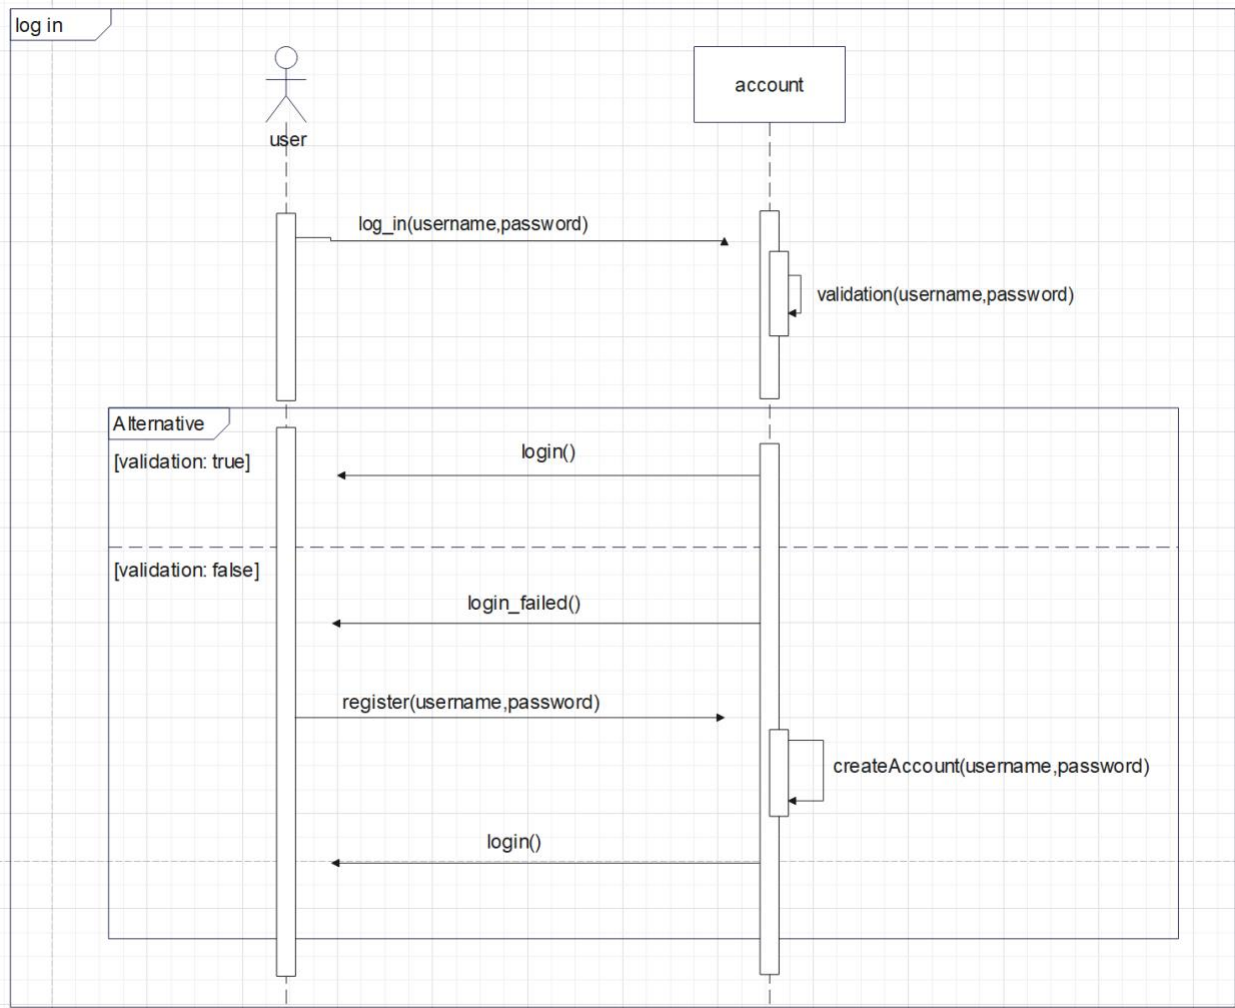 log in
user
account
log_in(username,password)
validation(username,password)
Alternative
[validation: true]
login()
[validation: false]
login_failed()
register(username,password)
createAccount(username,password)
login()